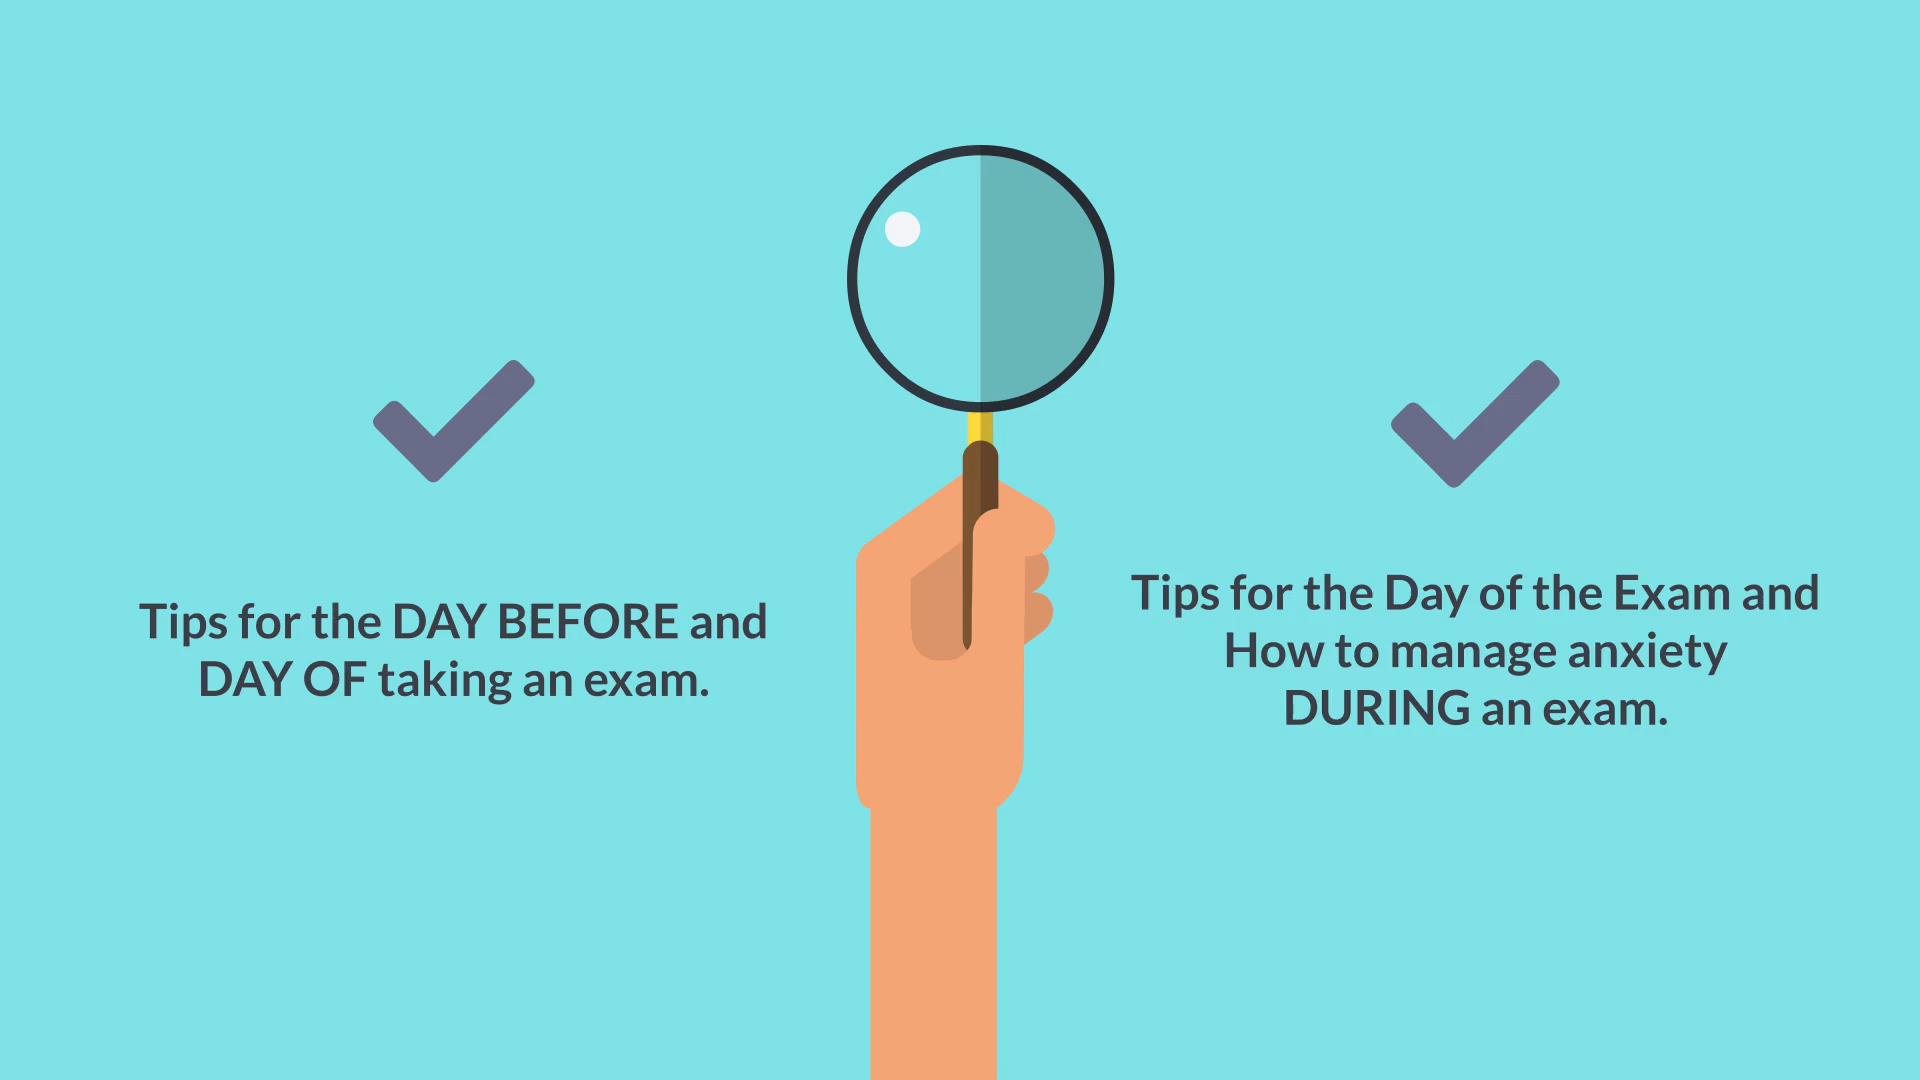 Tips for the DAY BEFORE and
DAY OF taking an exam.
Tips for the Day of the Exam and
How to manage anxiety
DURING an exam.